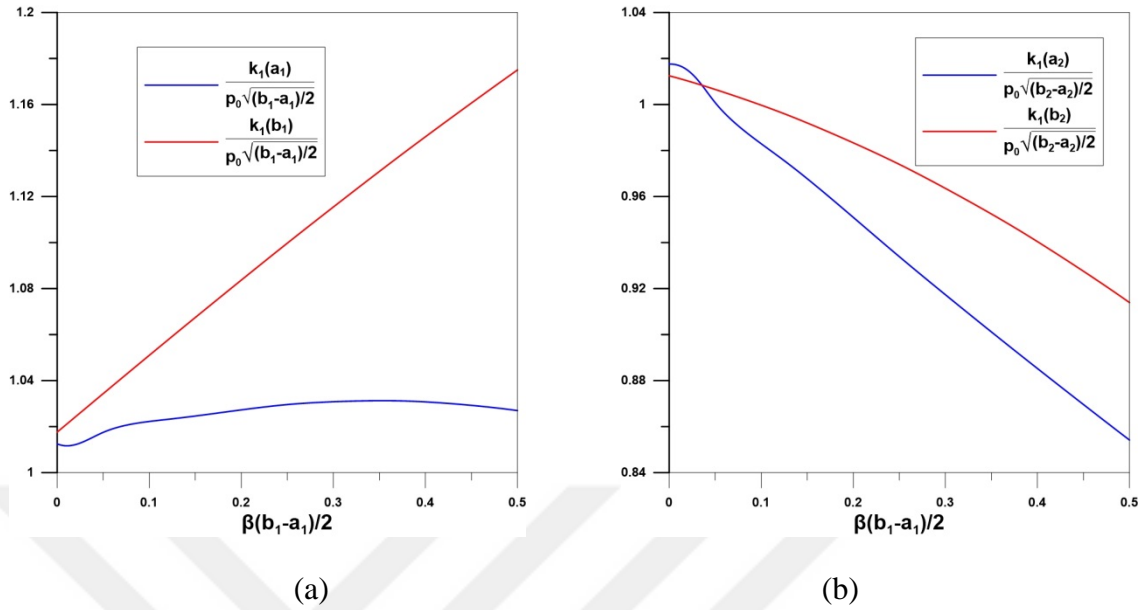 1.2
1.16
1.12
1.08
1.04
1
0
0.1
0.2
0.3
0.4
0.5
β(b₁-a₁)/2
k₁(a₁)
p₀√(b₁-a₁)/2
k₁(b₁)
p₀√(b₁-a₁)/2
(a)
1.04
1
0.96
0.92
0.88
0.84
0
0.1
0.2
0.3
0.4
0.5
β(b₁-a₁)/2
k₁(a₂)
p₀√(b₂-a₂)/2
k₁(b₂)
p₀√(b₂-a₂)/2
(b)